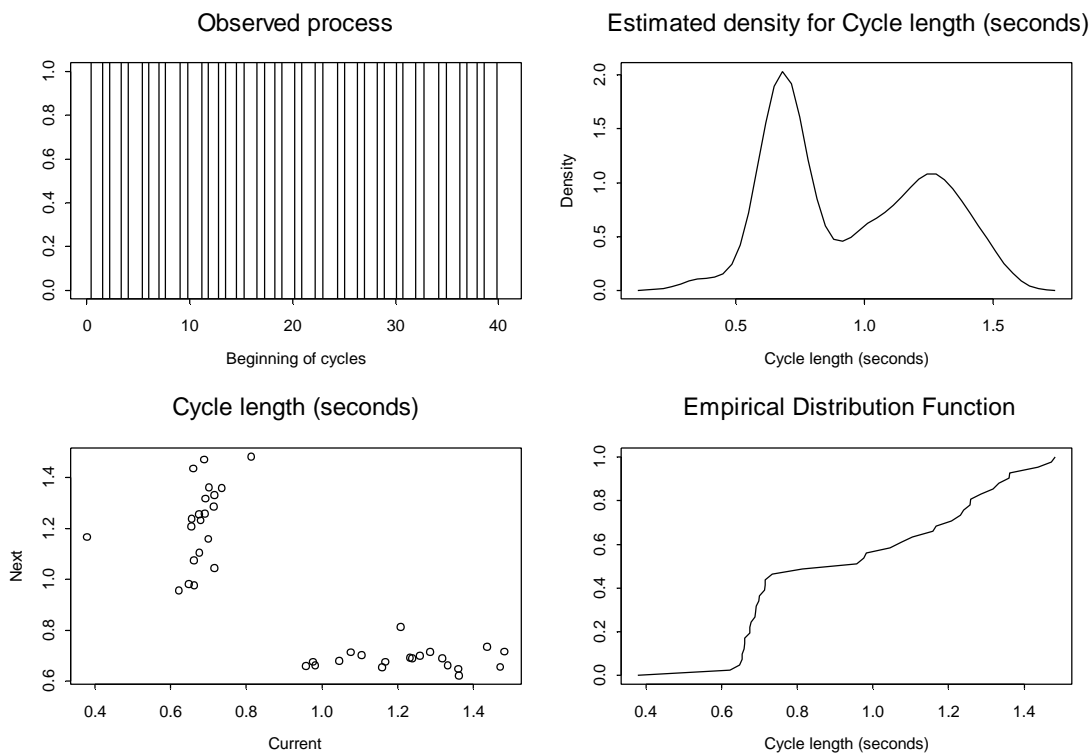 Observed process
1.0
0.8
0.6
0.4
0.2
0.0
0 10 20 30 40
Beginning of cycles
Estimated density for Cycle length (seconds)
Density
2.0
1.5
1.0
0.5
0.0
0.5 1.0 1.5
Cycle length (seconds)
Cycle length (seconds)
Next
1.4
1.2
1.0
0.8
0.6
0.4 0.6 0.8 1.0 1.2 1.4
Current
Empirical Distribution Function
1.0
0.8
0.6
0.4
0.2
0.0
0.4 0.6 0.8 1.0 1.2 1.4
Cycle length (seconds)